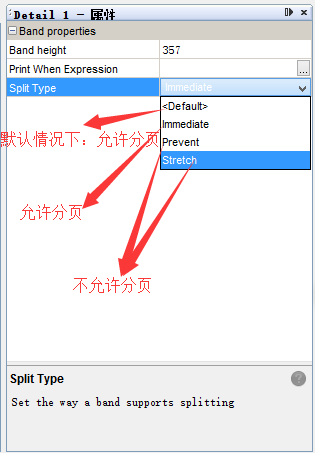 Detail 1 - 属性
Band properties
Band height 357
Print When Expression ...
Split Type Immediate
<Default>
Immediate
Prevent
Stretch
默认情况下：允许分页
允许分页
不允许分页
Split Type ?
Set the way a band supports splitting